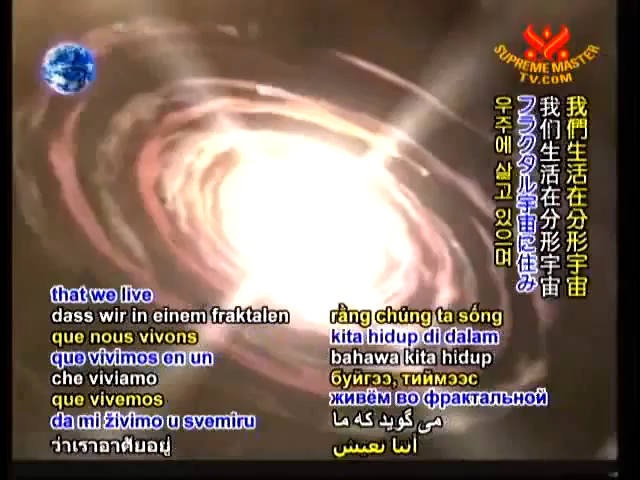 SUPREME MASTER
TV.COM
我們生活在分形宇宙
我们生活在分形宇宙
フラクタル宇宙に住み
우주에 살고 있으며
that we live
dass wir in einem fraktalen
que nous vivons
que vivimos en un
che viviamo
que vivemos
da mi živimo u svemiru
ว่าเราอาศัยอยู่
rằng chúng ta sống
kita hidup di dalam
bahawa kita hidup
буйгээ, тиймээс
живём во фрактальной
می گوید که ما
أننا نعيش